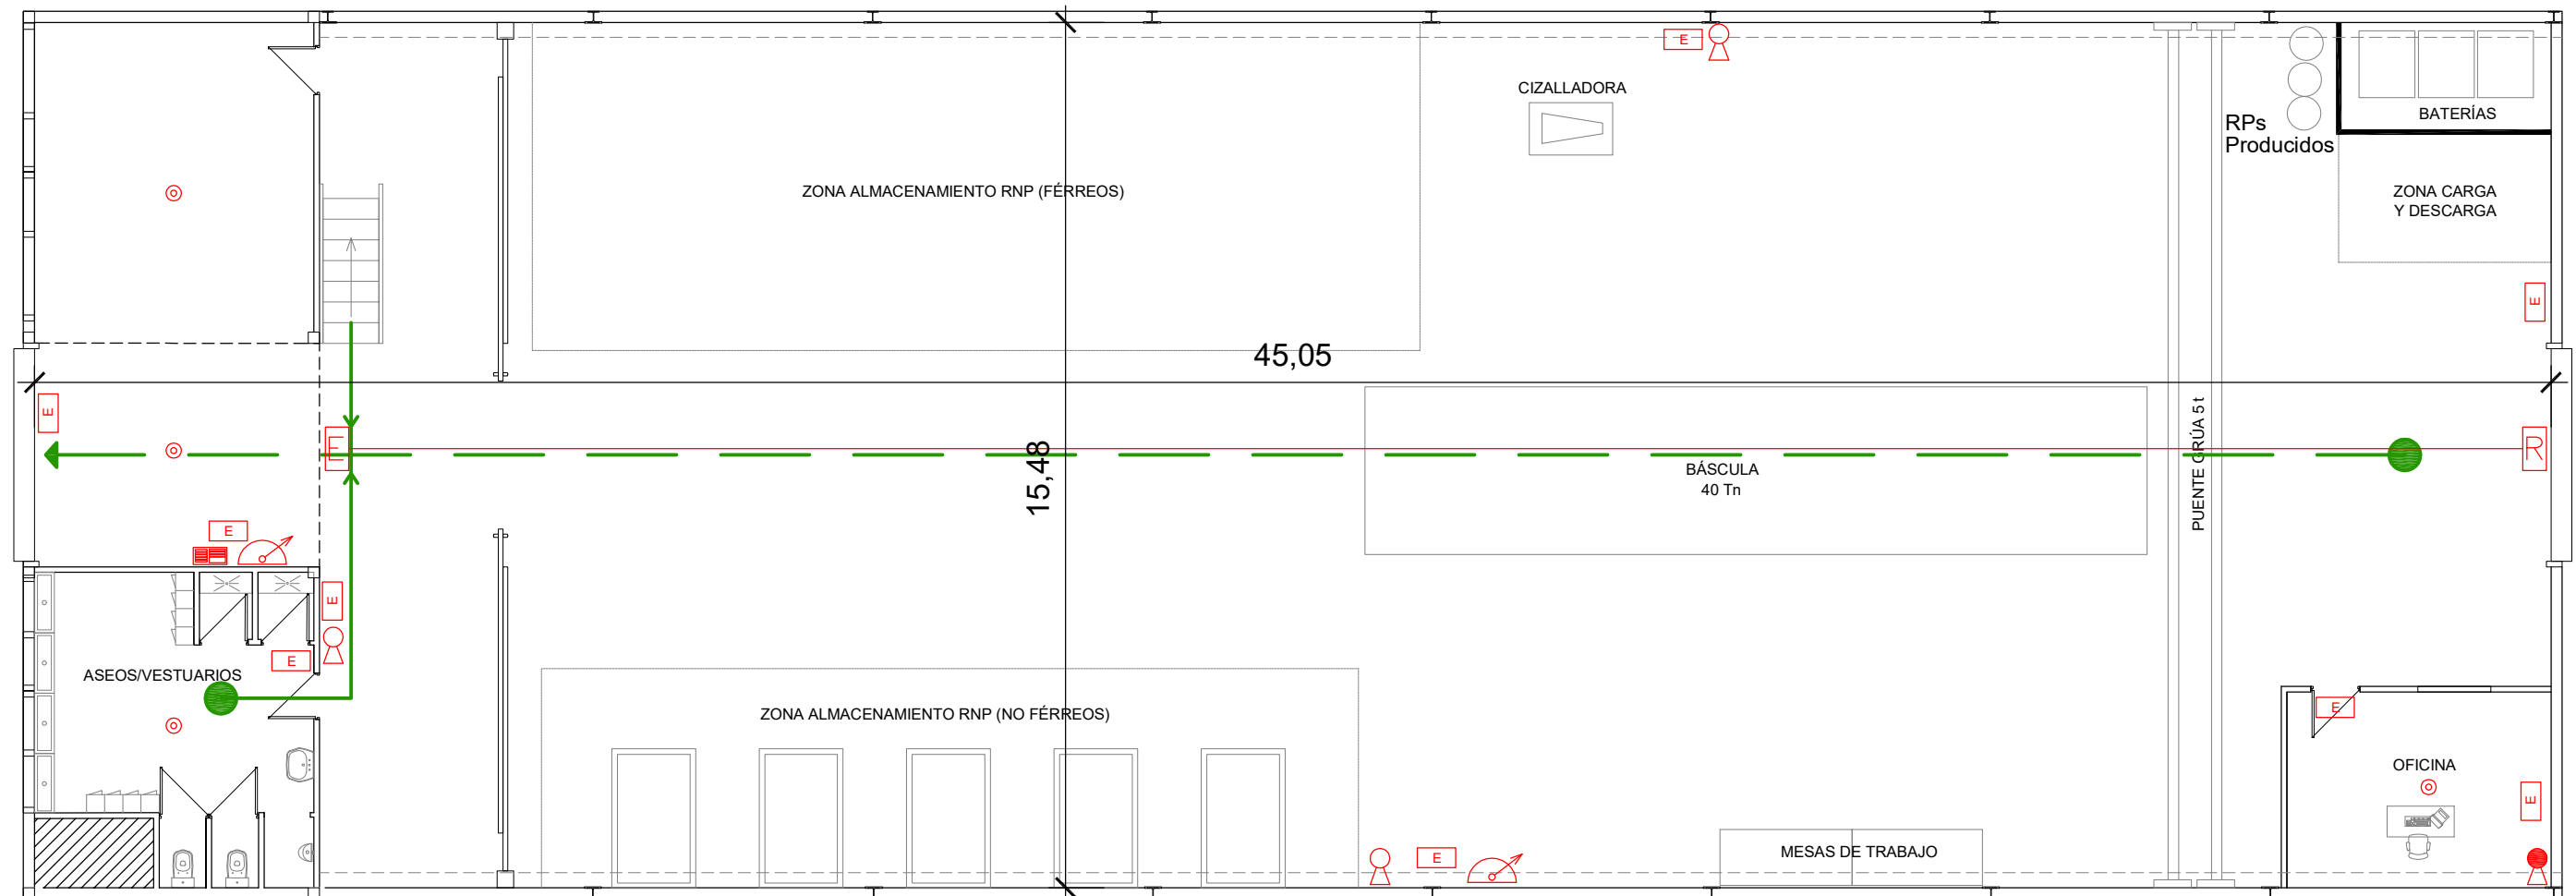 E
CIZALLADORA
BATERÍAS
RPs
Producidos
ZONA ALMACENAMIENTO RNP (FÉRREOS)
ZONA CARGA
Y DESCARGA
E
45,05
E
E
R
PUENTE GRÚA 5 t
15,48
BÁSCULA
40 Tn
E
E
E
ASEOS/VESTUARIOS
E
ZONA ALMACENAMIENTO RNP (NO FÉRREOS)
OFICINA
E
MESAS DE TRABAJO
E